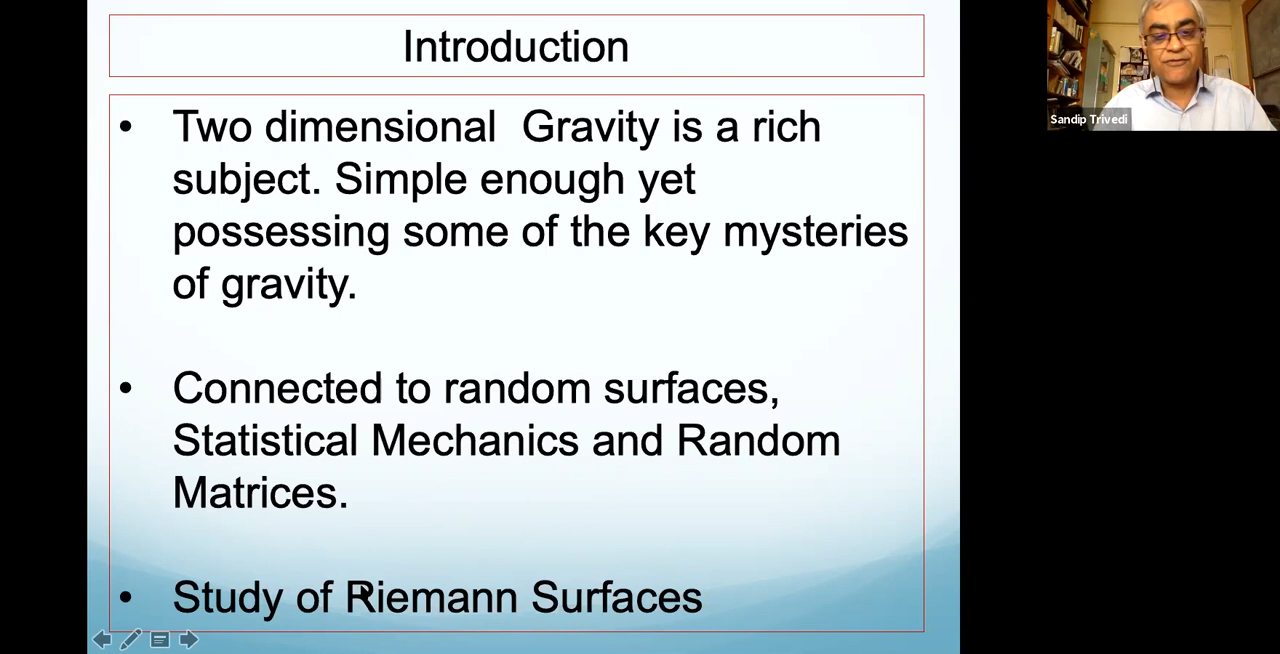 Introduction
• Two dimensional Gravity is a rich
subject. Simple enough yet
possessing some of the key mysteries
of gravity.
• Connected to random surfaces,
Statistical Mechanics and Random
Matrices.
• Study of Riemann Surfaces
Sandip Trivedi